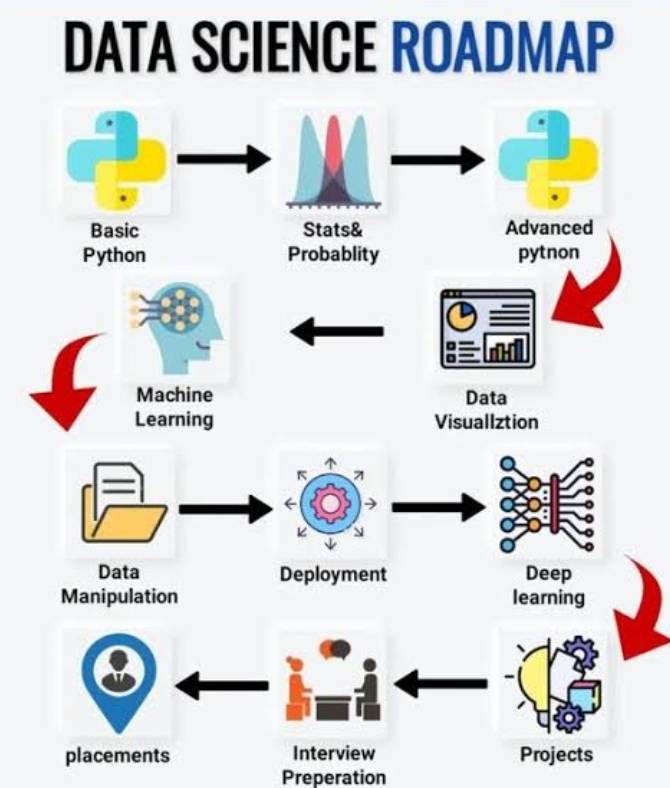 DATA SCIENCE ROADMAP
Basic
Python
Stats&
Probablity
Advanced
pytnon
Data
Visuallztion
Machine
Learning
Data
Manipulation
Deployment
Deep
learning
Projects
Interview
Preperation
placements